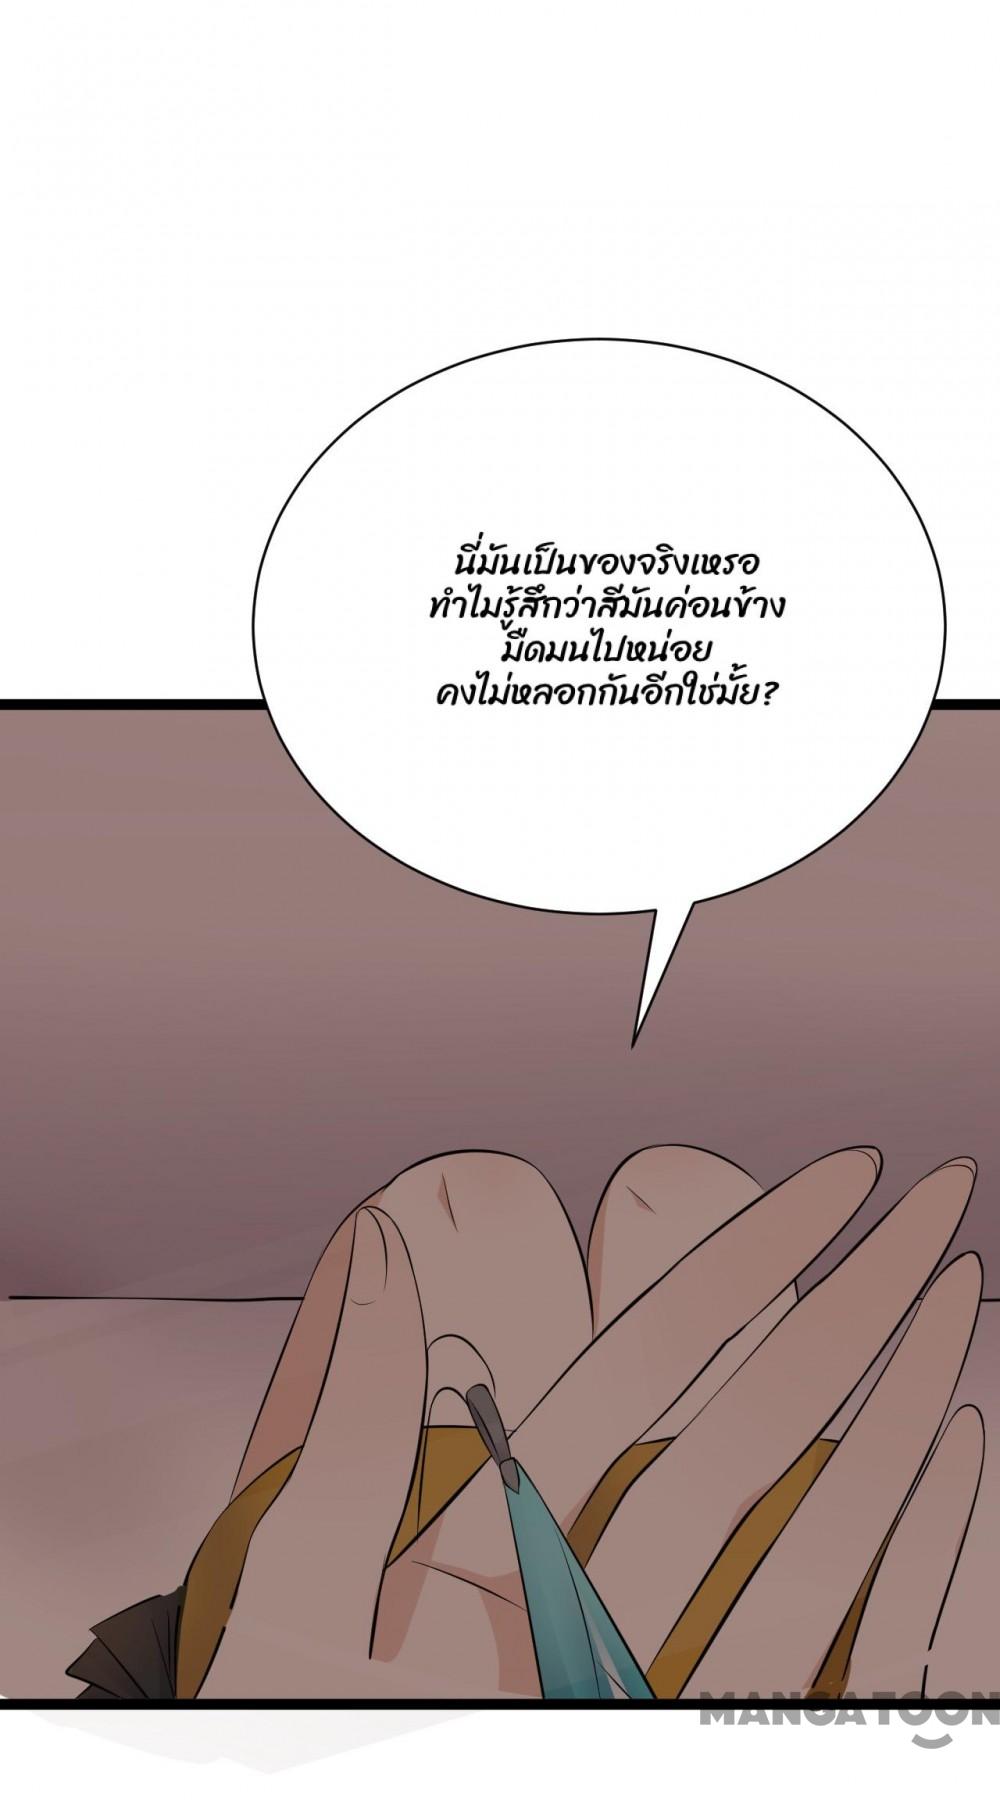 นี่มันเป็นของจริงเหรอ
ทำไมรู้สึกว่าสีมันค่อนข้าง
มืดมนไปหน่อย
คงไม่หลอกกันอีกใช่มั้ย?
MANGATOON